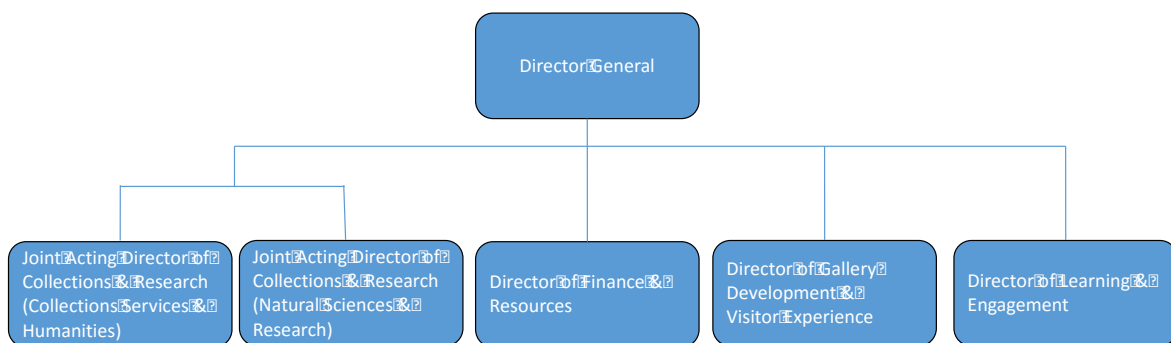 Director General
Joint Acting Director of
Collections & Research
(Collections Services &
Humanities)
Joint Acting Director of
Collections & Research
(Natural Sciences &
Research)
Director of Finance &
Resources
Director of Gallery
Development &
Visitor Experience
Director of Learning &
Engagement